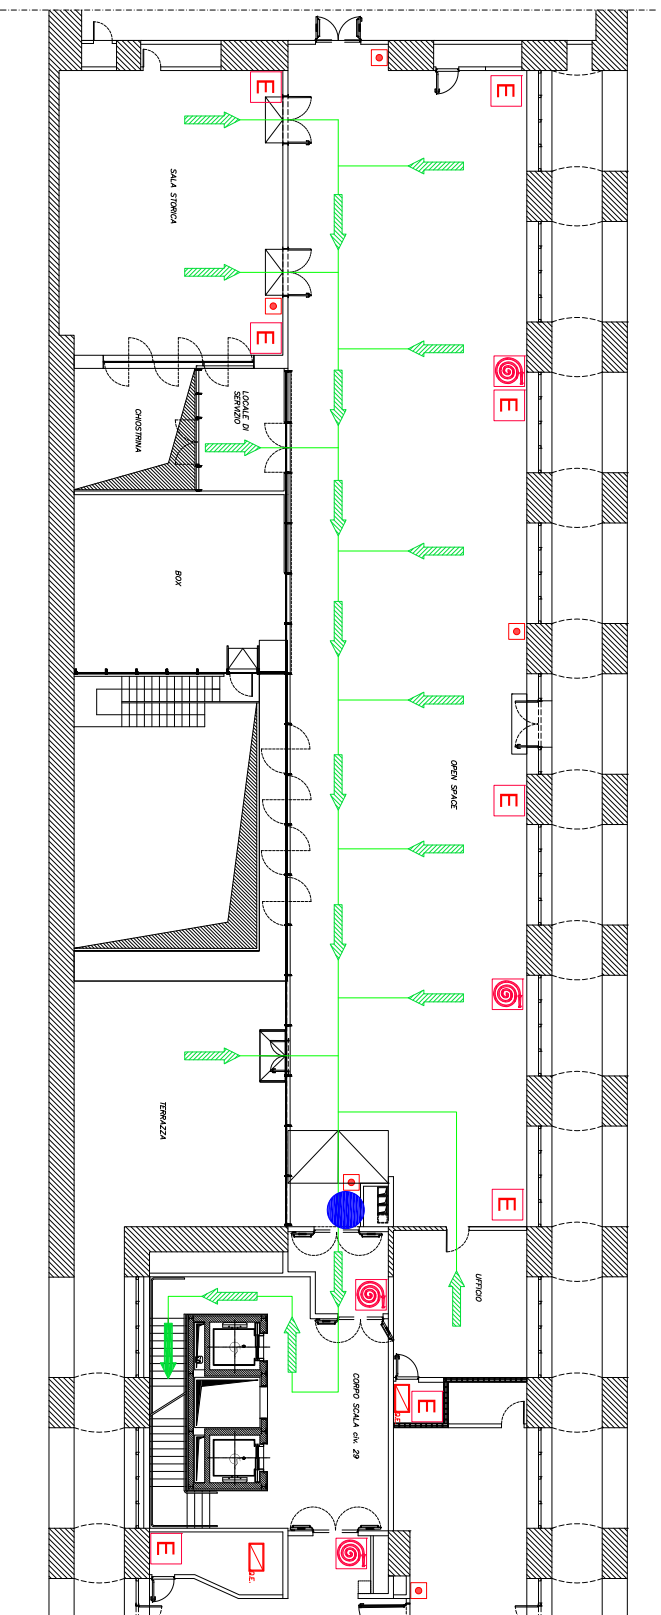 E
E
SALA STORICA
E
E
LOCALE DI
SERVIZIO
CHIOSTRINA
BOX
OPEN SPACE
E
TERRAZZA
E
UFFICIO
CORPO SCALA civ. 29
E
Q.E.
E
Q.E.